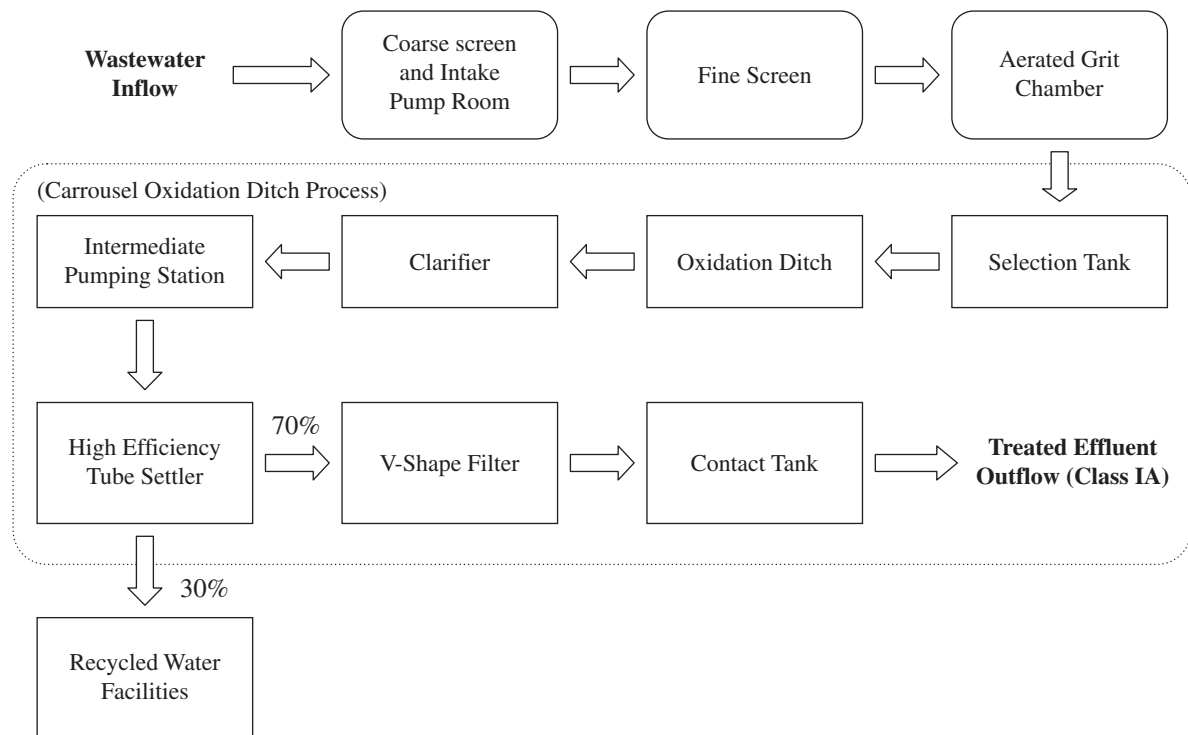 Wastewater
Inflow
Coarse screen
and Intake
Pump Room
Fine Screen
Aerated Grit
Chamber
(Carrousel Oxidation Ditch Process)
Selection Tank
Oxidation Ditch
Clarifier
Intermediate
Pumping Station
High Efficiency
Tube Settler
70%
V-Shape Filter
Contact Tank
Treated Effluent
Outflow (Class IA)
30%
Recycled Water
Facilities